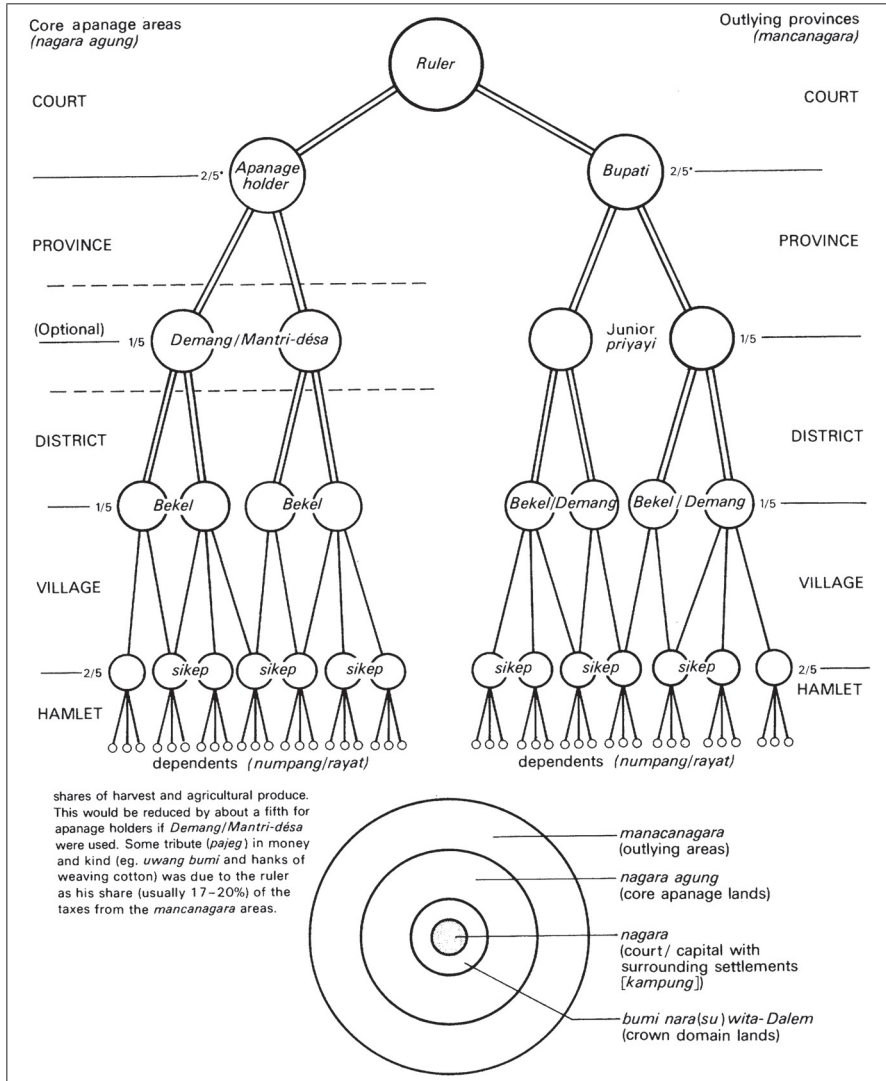 Core apanage areas
(nagara agung)
Outlying provinces
(mancanagara)
Ruler
COURT
COURT
Apanage
holder
2/5*
Bupati
2/5*
PROVINCE
PROVINCE
(Optional)
1/5
Demang/Mantri-désa
Junior
priyayi
1/5
DISTRICT
DISTRICT
1/5
Bekel
Bekel
Bekel/Demang
Bekel/Demang
1/5
VILLAGE
VILLAGE
2/5
sikep
sikep
sikep
sikep
sikep
sikep
2/5
HAMLET
HAMLET
dependents (numpang/rayat)
dependents (numpang/rayat)
shares of harvest and agricultural produce.
This would be reduced by about a fifth for
apanage holders if Demang/Mantri-désa
were used. Some tribute (pajeg) in money
and kind (eg. uwang bumi and hanks of
weaving cotton) was due to the ruler
as his share (usually 17–20%) of the
taxes from the mancanagara areas.
manacanagara
(outlying areas)
nagara agung
(core apanage lands)
nagara
(court/ capital with
surrounding settlements
[kampung])
bumi nara(su) wita-Dalem
(crown domain lands)